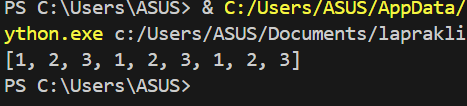 PS C:\Users\ASUS> & C:/Users/ASUS/AppData/
ython.exe c:/Users/ASUS/Documents/laprakli
[1, 2, 3, 1, 2, 3, 1, 2, 3]
PS C:\Users\ASUS>